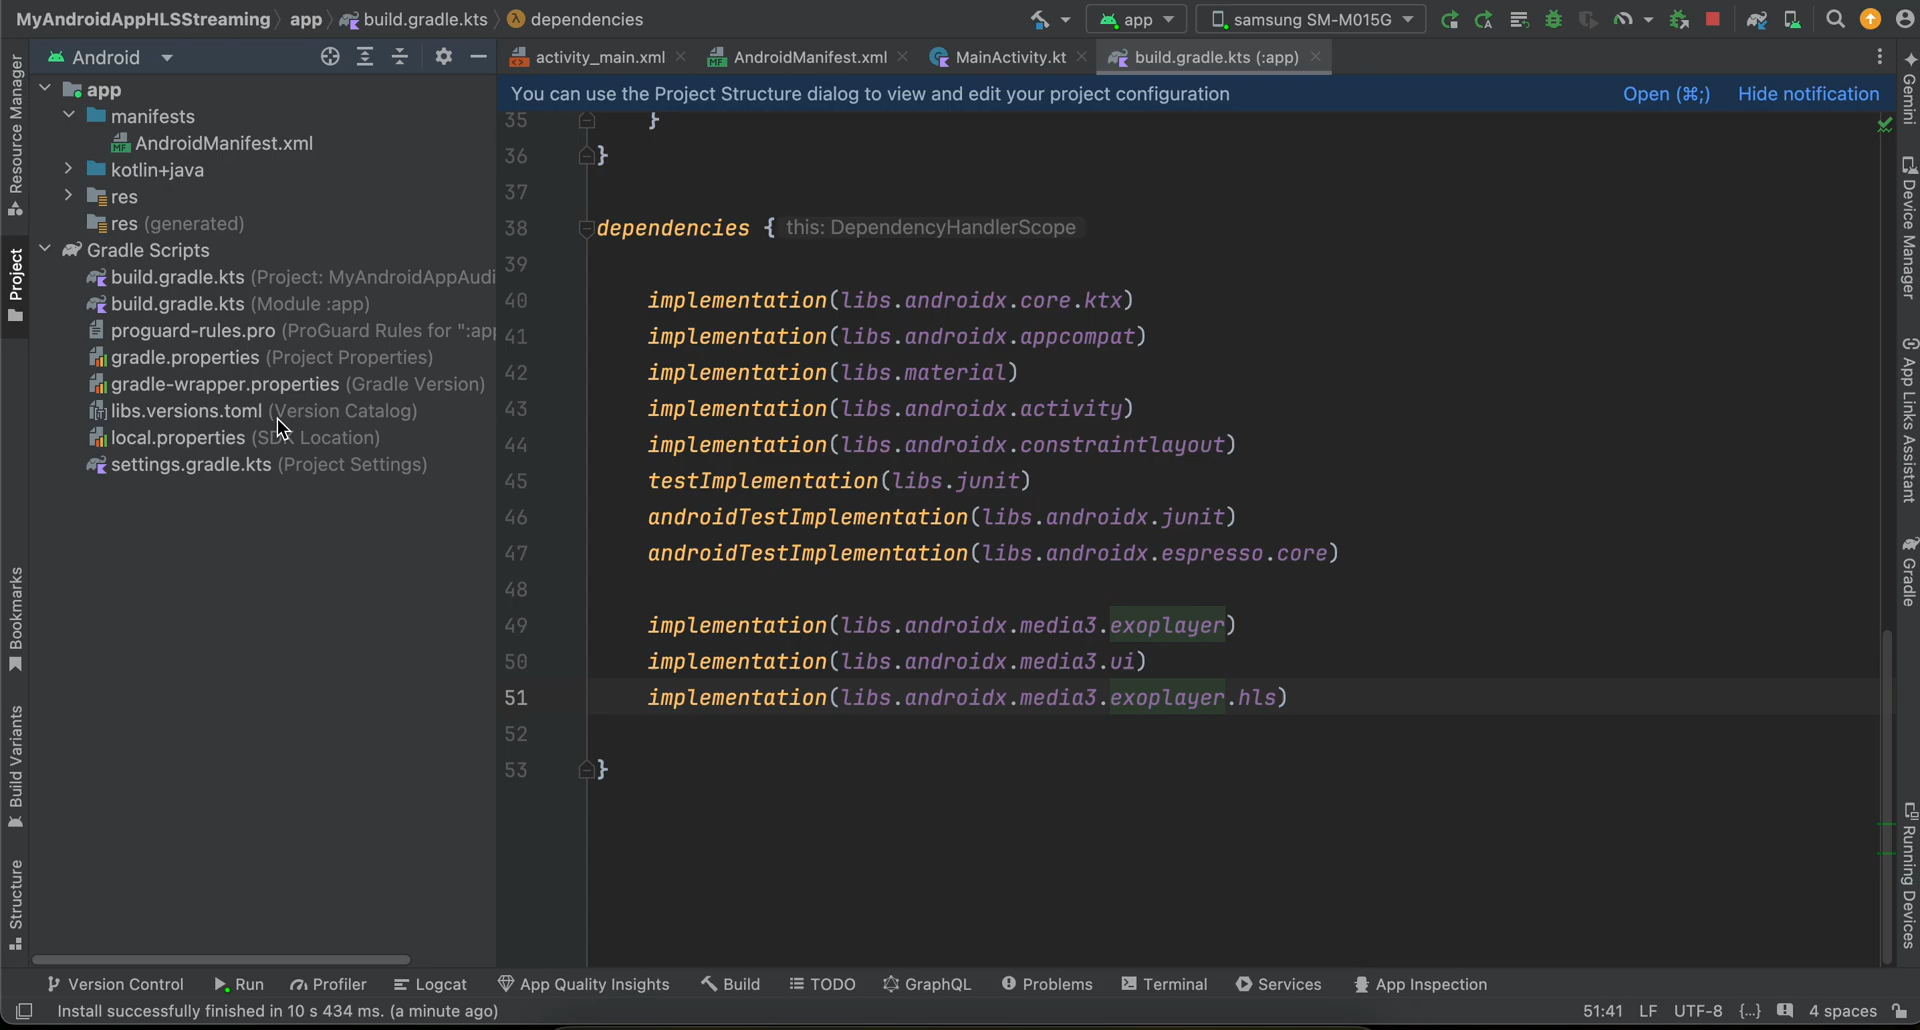 MyAndroidAppHLSStreaming app build.gradle.kts dependencies
app samsung SM-M015G
Android
activity_main.xml AndroidManifest.xml MainActivity.kt build.gradle.kts (:app)
You can use the Project Structure dialog to view and edit your project configuration Open (⌘;) Hide notification
Resource Manager
Project
Bookmarks
Build Variants
Structure
app
manifests
AndroidManifest.xml
kotlin+java
res
res (generated)
Gradle Scripts
build.gradle.kts (Project: MyAndroidAppAudi
build.gradle.kts (Module :app)
proguard-rules.pro (ProGuard Rules for ":app
gradle.properties (Project Properties)
gradle-wrapper.properties (Gradle Version)
libs.versions.toml (Version Catalog)
local.properties (SDK Location)
settings.gradle.kts (Project Settings)
35 }
36 }
37
38 dependencies { this: DependencyHandlerScope
39
40 implementation(libs.androidx.core.ktx)
41 implementation(libs.androidx.appcompat)
42 implementation(libs.material)
43 implementation(libs.androidx.activity)
44 implementation(libs.androidx.constraintlayout)
45 testImplementation(libs.junit)
46 androidTestImplementation(libs.androidx.junit)
47 androidTestImplementation(libs.androidx.espresso.core)
48
49 implementation(libs.androidx.media3.exoplayer)
50 implementation(libs.androidx.media3.ui)
51 implementation(libs.androidx.media3.exoplayer.hls)
52
53 }
Gemini
Device Manager
App Links Assistant
Gradle
Running Devices
Version Control Run Profiler Logcat App Quality Insights Build TODO GraphQL Problems Terminal Services App Inspection
Install successfully finished in 10 s 434 ms. (a minute ago) 51:41 LF UTF-8 {...} 4 spaces